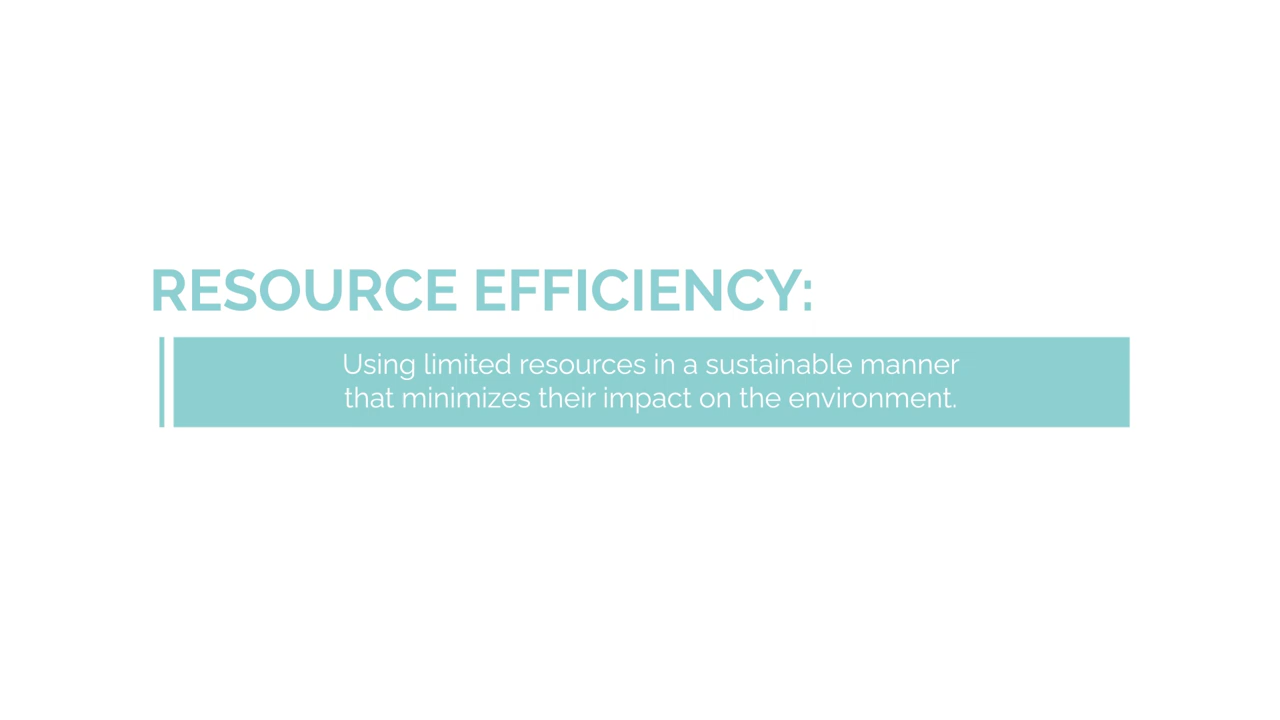 RESOURCE EFFICIENCY:
Using limited resources in a sustainable manner
that minimizes their impact on the environment.